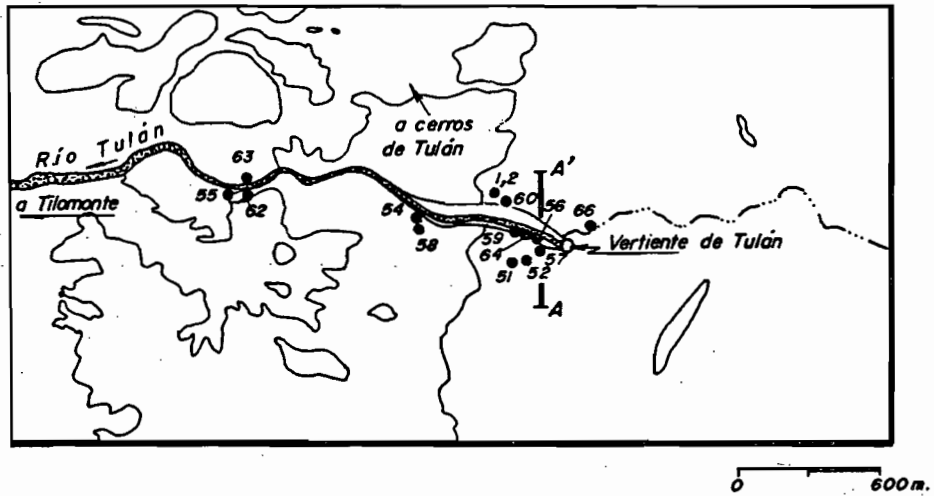 a cerros
de Tulán
Río Tulán
63
A'
1,2
60
56
66
a Tilomonte
55
62
54
58
59
64
Vertiente de Tulán
57
51
52
A
0 600m.